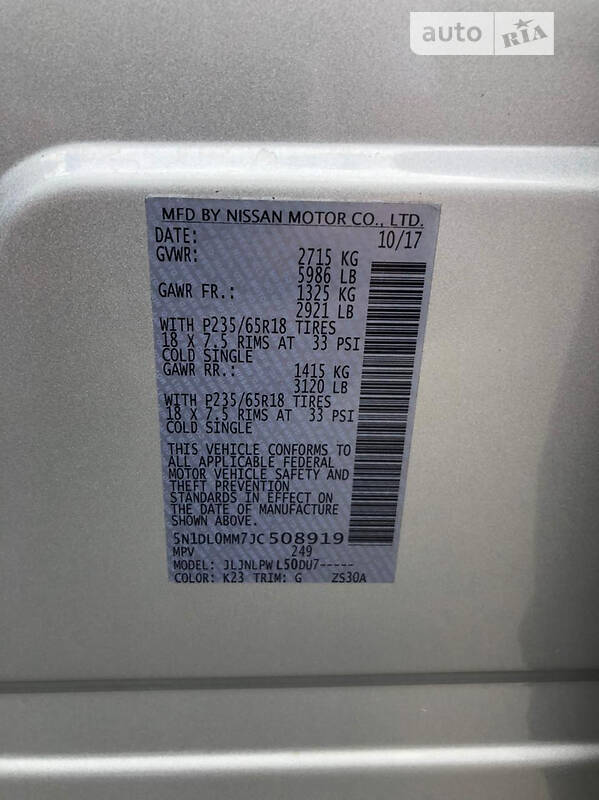 auto RIA
MFD BY NISSAN MOTOR CO., LTD.
DATE: 10/17
GVWR: 2715 KG
5986 LB
GAWR FR.: 1325 KG
2921 LB
WITH P235/65R18 TIRES
18 X 7.5 RIMS AT 33 PSI
COLD SINGLE
GAWR RR.: 1415 KG
3120 LB
WITH P235/65R18 TIRES
18 X 7.5 RIMS AT 33 PSI
COLD SINGLE
THIS VEHICLE CONFORMS TO
ALL APPLICABLE FEDERAL
MOTOR VEHICLE SAFETY AND
THEFT PREVENTION
STANDARDS IN EFFECT ON
THE DATE OF MANUFACTURE
SHOWN ABOVE.
5N1DL0MM7JC508919
MPV 249
MODEL: JLJNLPW L50DU7-----
COLOR: K23 TRIM: G ZS30A